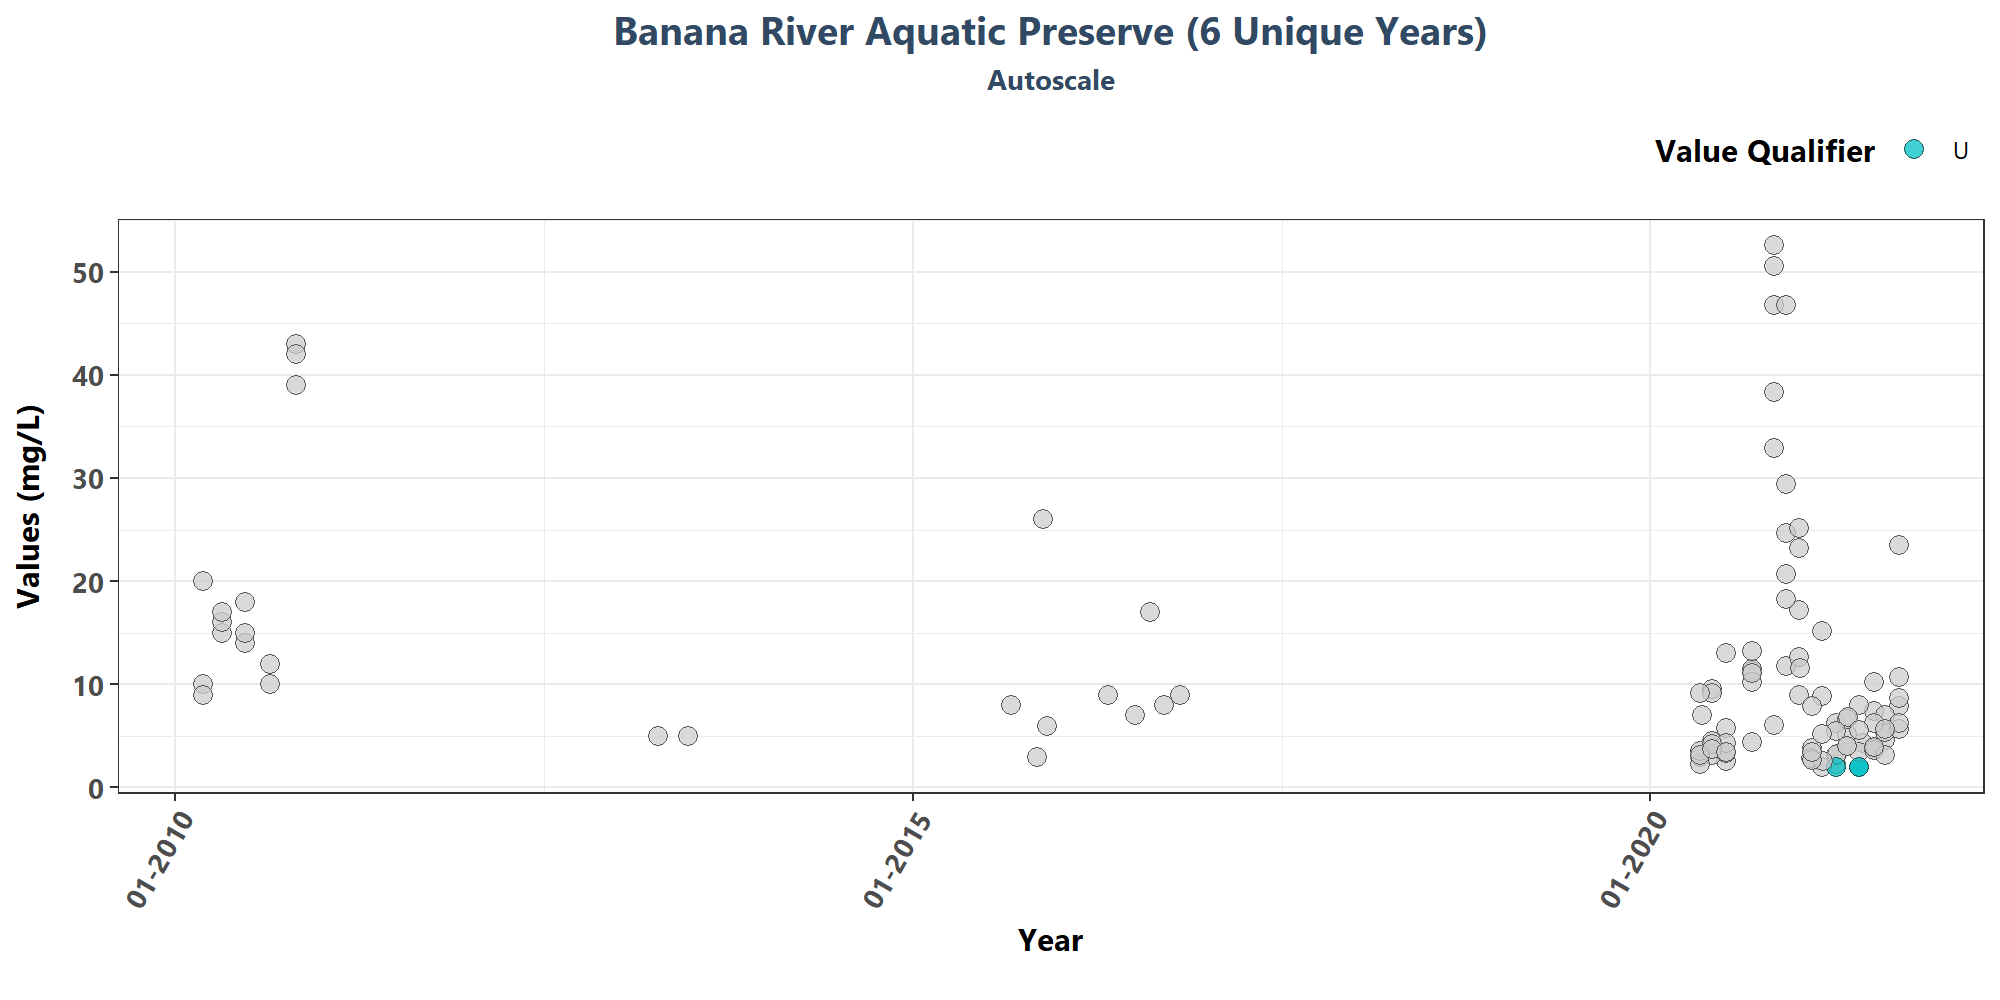 Banana River Aquatic Preserve (6 Unique Years)
Autoscale
Value Qualifier U
Values (mg/L)
50
40
30
20
10
0
01-2010 01-2015 01-2020
Year